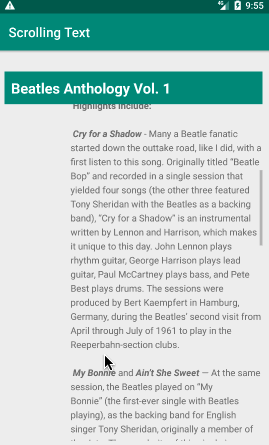 4G 9:55
Scrolling Text
Beatles Anthology Vol. 1
Highlights include:
Cry for a Shadow - Many a Beatle fanatic
started down the outtake road, like I did, with a
first listen to this song. Originally titled “Beatle
Bop” and recorded in a single session that
yielded four songs (the other three featured
Tony Sheridan with the Beatles as a backing
band), “Cry for a Shadow” is an instrumental
written by Lennon and Harrison, which makes
it unique to this day. John Lennon plays
rhythm guitar, George Harrison plays lead
guitar, Paul McCartney plays bass, and Pete
Best plays drums. The sessions were
produced by Bert Kaempfert in Hamburg,
Germany, during the Beatles’ second visit from
April through July of 1961 to play in the
Reeperbahn-section clubs.
My Bonnie and Ain’t She Sweet — At the same
session, the Beatles played on “My
Bonnie” (the first-ever single with Beatles
playing), as the backing band for English
singer Tony Sheridan, originally a member of